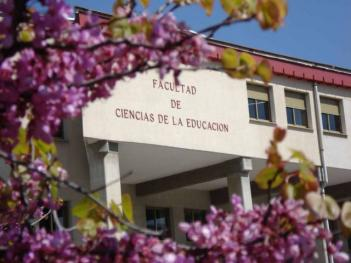 FACULTAD
DE
CIENCIAS DE LA EDUCACION